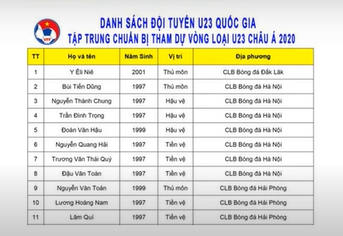 DANH SÁCH ĐỘI TUYỂN U23 QUỐC GIA
TẬP TRUNG CHUẨN BỊ THAM DỰ VÒNG LOẠI U23 CHÂU Á 2020
TT Họ và tên Năm Sinh Vị trí Địa phương
1 Y Êli Niê 2001 Thủ môn CLB Bóng đá Đắk Lắk
2 Bùi Tiến Dũng 1997 Thủ môn CLB Bóng đá Hà Nội
3 Nguyễn Thành Chung 1997 Hậu vệ CLB Bóng đá Hà Nội
4 Trần Đình Trọng 1997 Hậu vệ CLB Bóng đá Hà Nội
5 Đoàn Văn Hậu 1999 Hậu vệ CLB Bóng đá Hà Nội
6 Nguyễn Quang Hải 1997 Tiền vệ CLB Bóng đá Hà Nội
7 Trương Văn Thái Quý 1997 Tiền vệ CLB Bóng đá Hà Nội
8 Đậu Văn Toàn 1997 Tiền vệ CLB Bóng đá Hà Nội
9 Nguyễn Văn Toản 1999 Thủ môn CLB Bóng đá Hải Phòng
10 Lương Hoàng Nam 1997 Tiền vệ CLB Bóng đá Hải Phòng
11 Lâm Quí 1997 Tiền vệ CLB Bóng đá Hải Phòng